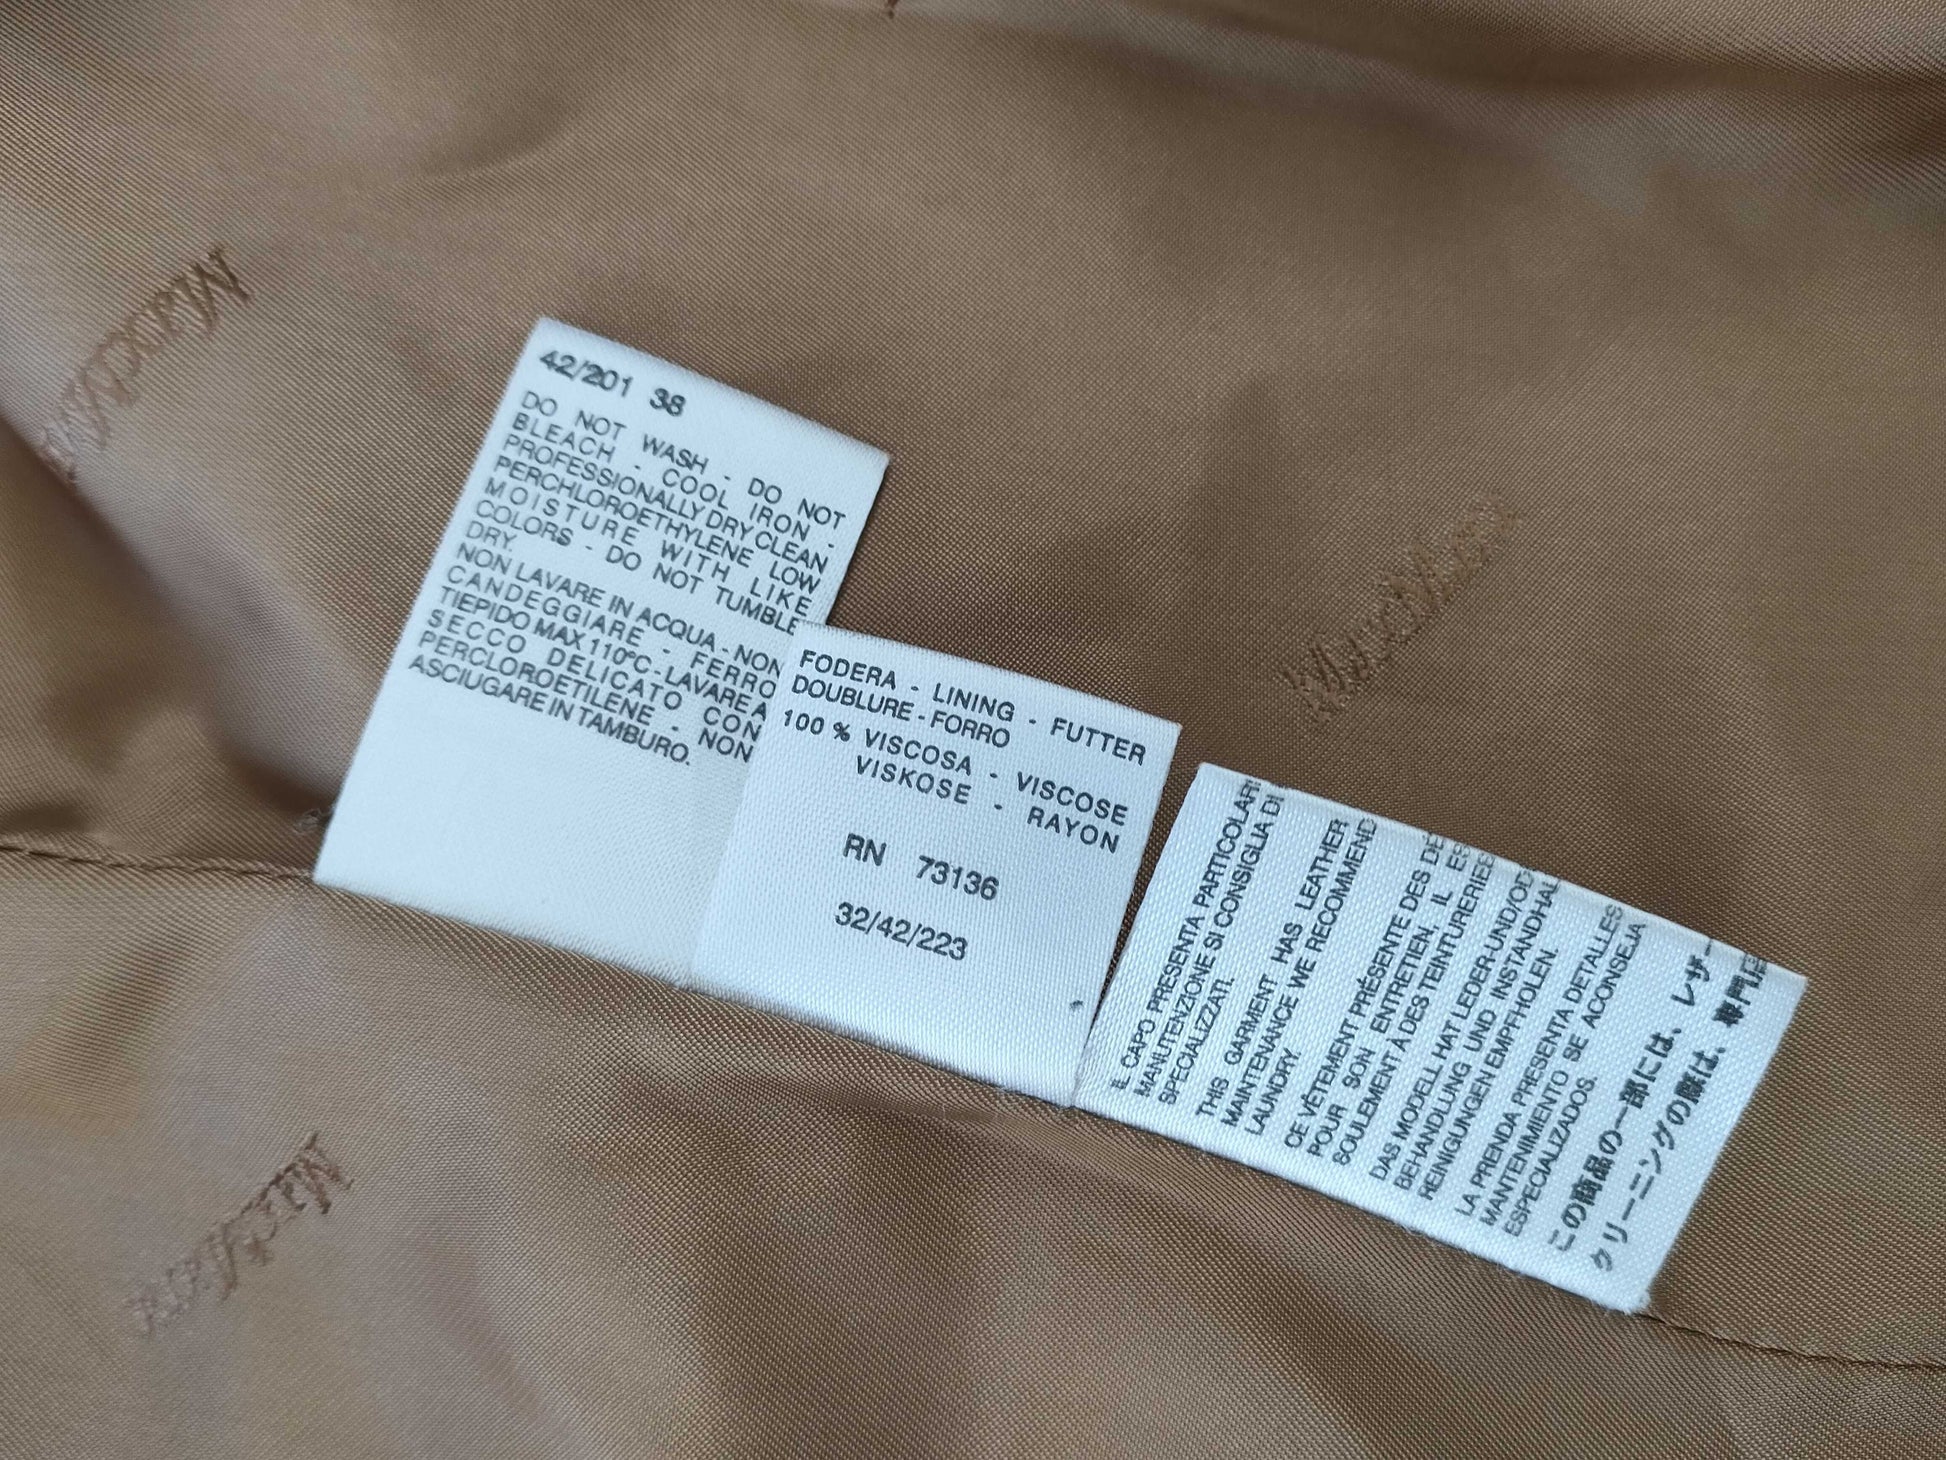 42/201 38
DO NOT WASH - DO NOT
BLEACH - COOL IRON -
PROFESSIONALLY DRY CLEAN
PERCHLOROETHYLENE LOW
MOISTURE WITH LIKE
COLORS - DO NOT TUMBLE
DRY.
NON LAVARE IN ACQUA - NON
CANDEGGIARE - FERRO
TIEPIDO MAX 110°C - LAVARE A
SECCO DELICATO CON
PERCLOROETILENE - NON
ASCIUGARE IN TAMBURO.
FODERA - LINING - FUTTER
DOUBLURE - FORRO
100 % VISCOSA - VISCOSE
VISKOSE - RAYON
RN 73136
32/42/223
IL CAPO PRESENTA PARTICOLARI
MANUTENZIONE SI CONSIGLIA DI
SPECIALIZZATI.
THIS GARMENT HAS LEATHER
MAINTENANCE WE RECOMMEND
LAUNDRY.
CE VÊTEMENT PRÉSENTE DES DÉ
POUR SON ENTRETIEN, IL ES
SOULEMENT À DES TEINTURERIES
DAS MODELL HAT LEDER-UND/OD
BEHANDLUNG UND INSTANDHAL
REINIGUNGEN EMPFHOLEN.
LA PRENDA PRESENTA DETALLES
MANTENIMIENTO SE ACONSEJA
ESPECIALIZADOS.
この商品の一部には、レザー
クリーニングの際は、専門店
MaxMara
MaxMara
MaxMara